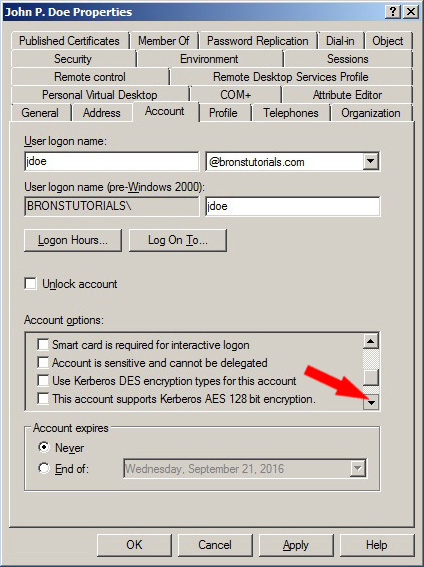 John P. Doe Properties
Published Certificates Member Of Password Replication Dial-in Object
Security Environment Sessions
Remote control Remote Desktop Services Profile
Personal Virtual Desktop COM+ Attribute Editor
General Address Account Profile Telephones Organization
User logon name:
jdoe @bronstutorials.com
User logon name (pre-Windows 2000):
BRONSTUTORIALS\ jdoe
Logon Hours... Log On To...
Unlock account
Account options:
Smart card is required for interactive logon
Account is sensitive and cannot be delegated
Use Kerberos DES encryption types for this account
This account supports Kerberos AES 128 bit encryption.
Account expires
Never
End of: Wednesday, September 21, 2016
OK Cancel Apply Help